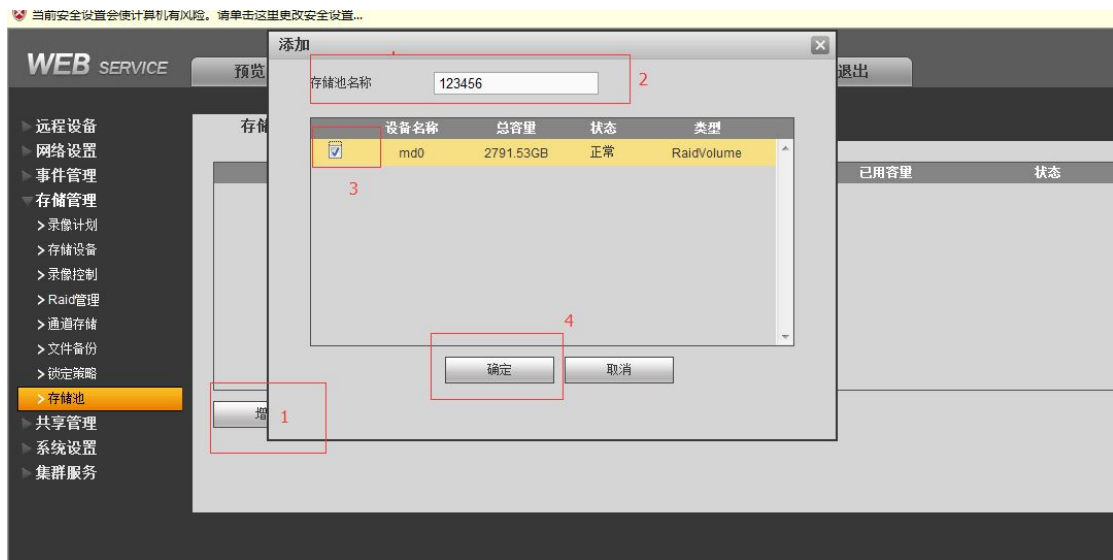 当前安全设置会使计算机有风险。请单击这里更改安全设置...
WEB SERVICE
预览
退出
远程设备
网络设置
事件管理
存储管理
录像计划
存储设备
录像控制
Raid管理
通道存储
文件备份
锁定策略
存储池
共享管理
系统设置
集群服务
存储
添加
存储池名称 123456 2
设备名称 总容量 状态 类型
md0 2791.53GB 正常 RaidVolume
3
4
确定 取消
已用容量 状态
增 1